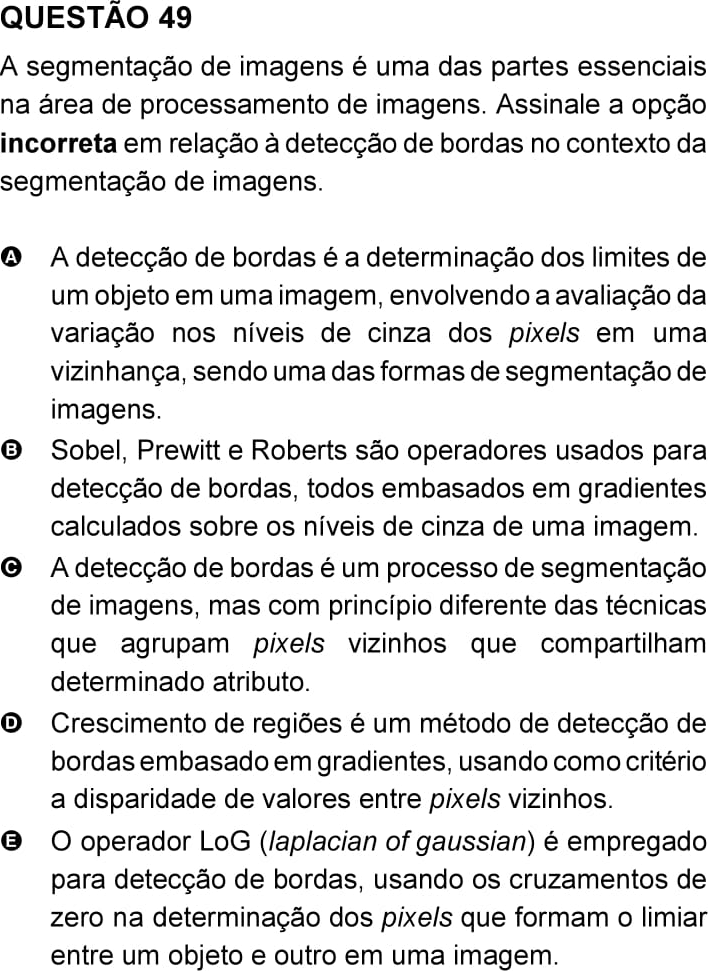 QUESTÃO 49
A segmentação de imagens é uma das partes essenciais
na área de processamento de imagens. Assinale a opção
incorreta em relação à detecção de bordas no contexto da
segmentação de imagens.
A A detecção de bordas é a determinação dos limites de
um objeto em uma imagem, envolvendo a avaliação da
variação nos níveis de cinza dos pixels em uma
vizinhança, sendo uma das formas de segmentação de
imagens.
B Sobel, Prewitt e Roberts são operadores usados para
detecção de bordas, todos embasados em gradientes
calculados sobre os níveis de cinza de uma imagem.
C A detecção de bordas é um processo de segmentação
de imagens, mas com princípio diferente das técnicas
que agrupam pixels vizinhos que compartilham
determinado atributo.
D Crescimento de regiões é um método de detecção de
bordas embasado em gradientes, usando como critério
a disparidade de valores entre pixels vizinhos.
E O operador LoG (laplacian of gaussian) é empregado
para detecção de bordas, usando os cruzamentos de
zero na determinação dos pixels que formam o limiar
entre um objeto e outro em uma imagem.